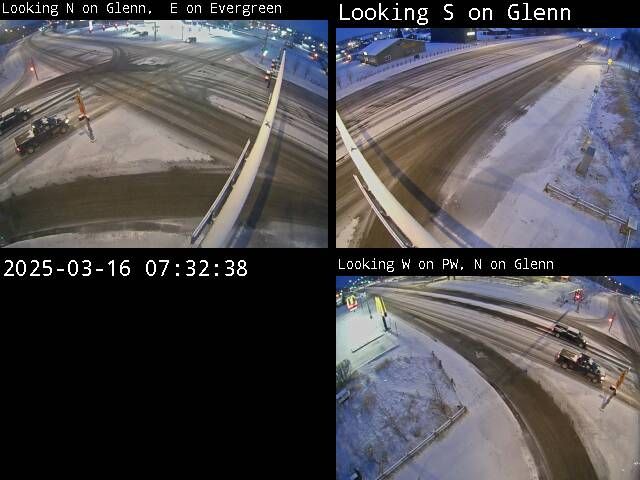 Looking N on Glenn, E on Evergreen
Looking S on Glenn
2025-03-16 07:32:38
Looking W on PW, N on Glenn